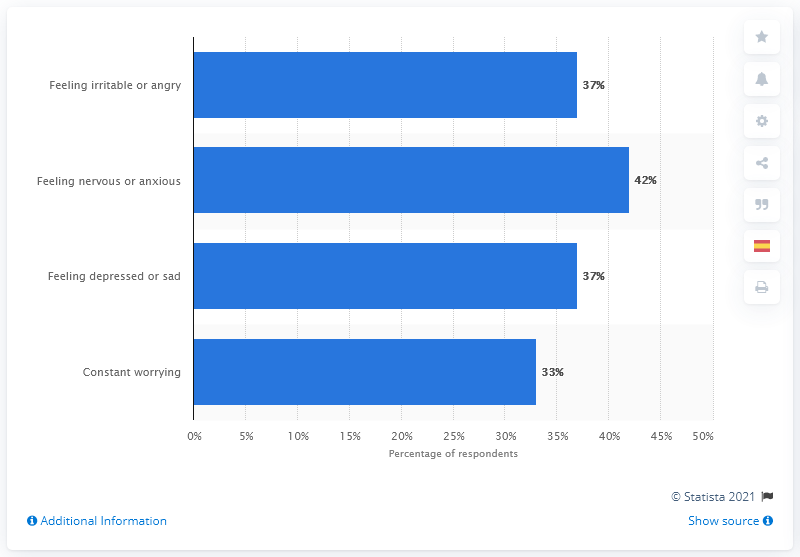 Feeling irritable or angry
37%
Feeling nervous or anxious
42%
Feeling depressed or sad
37%
Constant worrying
33%
0% 5% 10% 15% 20% 25% 30% 35% 40% 45% 50%
Percentage of respondents
© Statista 2021
Additional Information
Show source